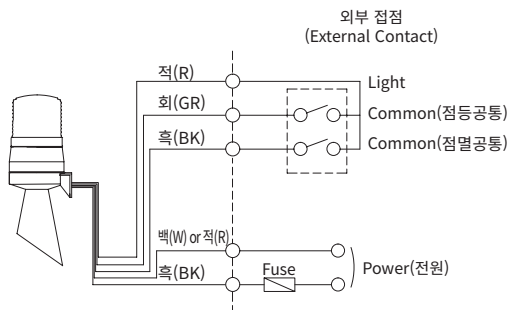 외부 접점
(External Contact)
적(R)
Light
회(GR)
Common(점등공통)
흑(BK)
Common(점멸공통)
백(W) or 적(R)
Power(전원)
흑(BK)
Fuse